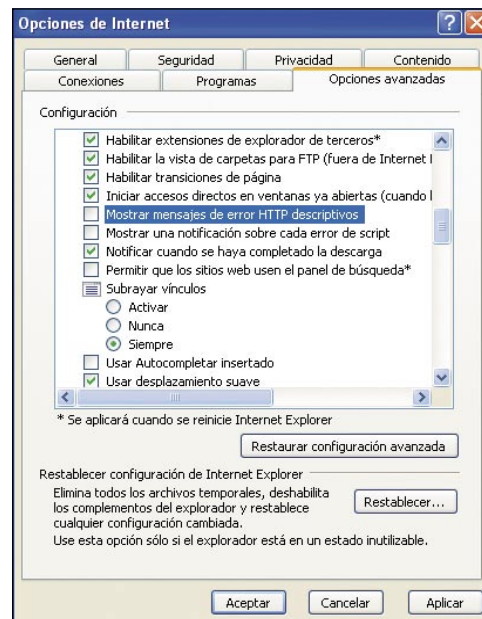 Opciones de Internet
General Seguridad Privacidad Contenido
Conexiones Programas Opciones avanzadas
Configuración
Habilitar extensiones de explorador de terceros*
Habilitar la vista de carpetas para FTP (fuera de Internet
Habilitar transiciones de página
Iniciar accesos directos en ventanas ya abiertas (cuando
Mostrar mensajes de error HTTP descriptivos
Mostrar una notificación sobre cada error de script
Notificar cuando se haya completado la descarga
Permitir que los sitios web usen el panel de búsqueda*
Subrayar vínculos
Activar
Nunca
Siempre
Usar Autocompletar insertado
Usar desplazamiento suave
* Se aplicará cuando se reinicie Internet Explorer
Restaurar configuración avanzada
Restablecer configuración de Internet Explorer
Elimina todos los archivos temporales, deshabilita
los complementos del explorador y restablece
cualquier configuración cambiada.
Restablecer...
Use esta opción sólo si el explorador está en un estado inutilizable.
Aceptar Cancelar Aplicar